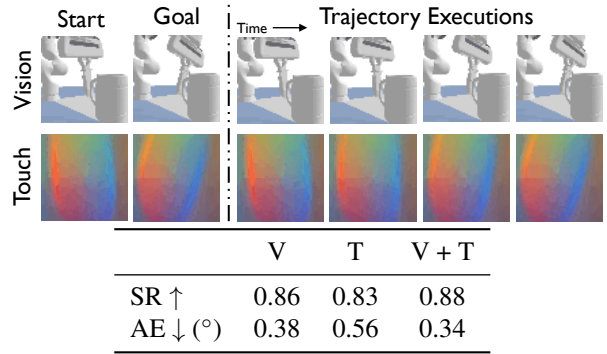 Start Goal Trajectory Executions
Time
Vision
Touch
V T V + T
SR ↑ 0.86 0.83 0.88
AE ↓ (°) 0.38 0.56 0.34